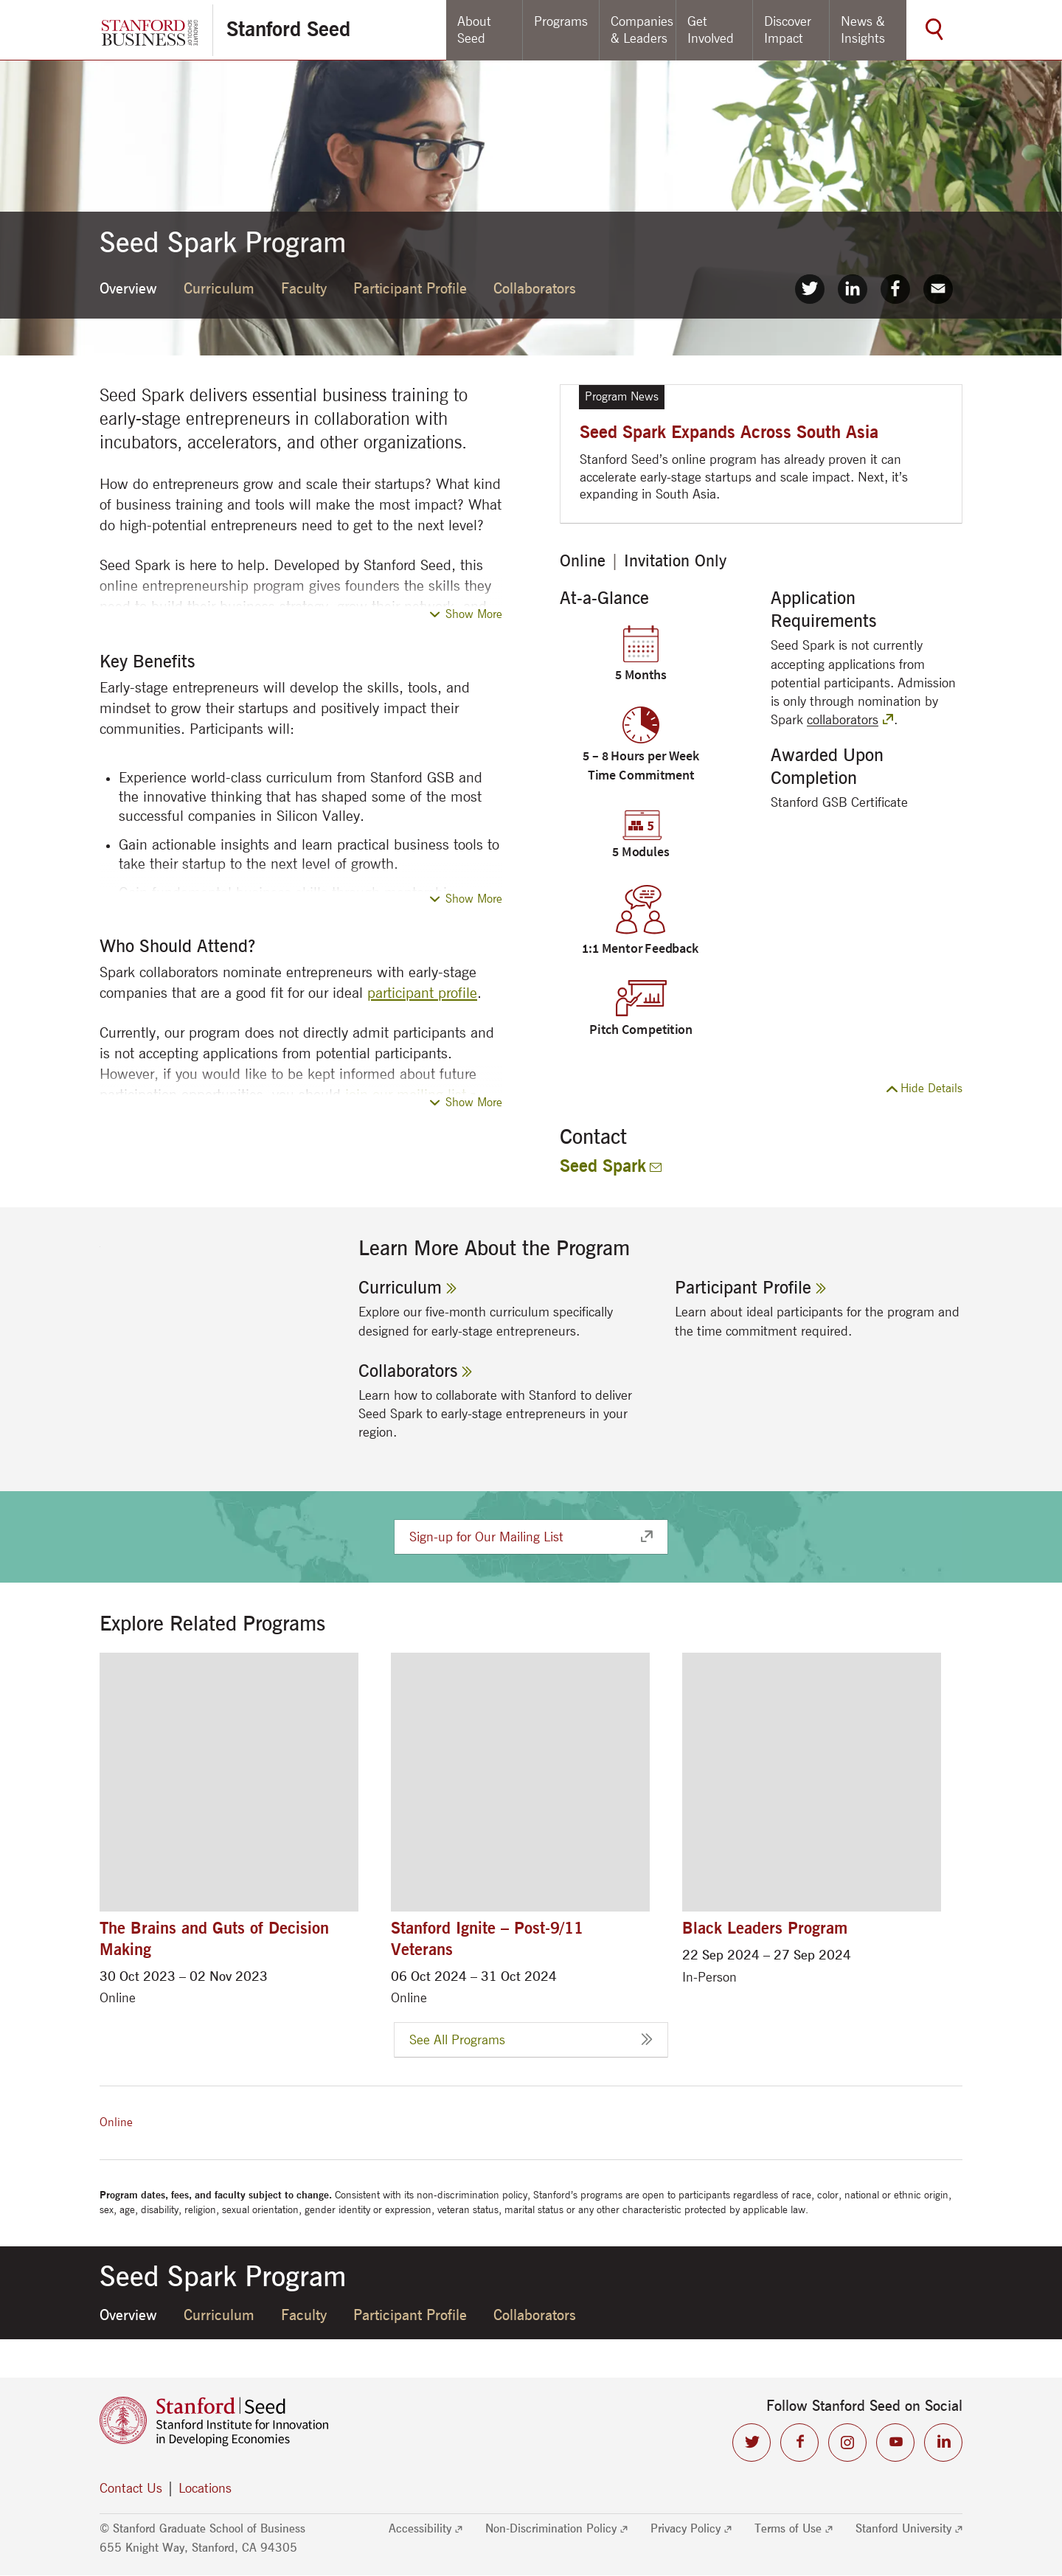 STANFORD
BUSINESS
GRADUATE
SCHOOL OF
Stanford Seed
About
Seed
Programs
Companies
& Leaders
Get
Involved
Discover
Impact
News &
Insights
Seed Spark Program
Overview
Curriculum
Faculty
Participant Profile
Collaborators
Seed Spark delivers essential business training to
early-stage entrepreneurs in collaboration with
incubators, accelerators, and other organizations.
How do entrepreneurs grow and scale their startups? What kind
of business training and tools will make the most impact? What
do high-potential entrepreneurs need to get to the next level?
Seed Spark is here to help. Developed by Stanford Seed, this
online entrepreneurship program gives founders the skills they
Show More
Key Benefits
Early-stage entrepreneurs will develop the skills, tools, and
mindset to grow their startups and positively impact their
communities. Participants will:
• Experience world-class curriculum from Stanford GSB and
the innovative thinking that has shaped some of the most
successful companies in Silicon Valley.
• Gain actionable insights and learn practical business tools to
take their startup to the next level of growth.
Show More
Who Should Attend?
Spark collaborators nominate entrepreneurs with early-stage
companies that are a good fit for our ideal participant profile.
Currently, our program does not directly admit participants and
is not accepting applications from potential participants.
However, if you would like to be kept informed about future
Show More
Program News
Seed Spark Expands Across South Asia
Stanford Seed's online program has already proven it can
accelerate early-stage startups and scale impact. Next, it's
expanding in South Asia.
Online | Invitation Only
At-a-Glance
5 Months
5 – 8 Hours per Week
Time Commitment
5
5 Modules
1:1 Mentor Feedback
Pitch Competition
Application
Requirements
Seed Spark is not currently
accepting applications from
potential participants. Admission
is only through nomination by
Spark collaborators .
Awarded Upon
Completion
Stanford GSB Certificate
Hide Details
Contact
Seed Spark
Learn More About the Program
Curriculum
Explore our five-month curriculum specifically
designed for early-stage entrepreneurs.
Participant Profile
Learn about ideal participants for the program and
the time commitment required.
Collaborators
Learn how to collaborate with Stanford to deliver
Seed Spark to early-stage entrepreneurs in your
region.
Sign-up for Our Mailing List
Explore Related Programs
The Brains and Guts of Decision
Making
30 Oct 2023 – 02 Nov 2023
Online
Stanford Ignite – Post-9/11
Veterans
06 Oct 2024 – 31 Oct 2024
Online
Black Leaders Program
22 Sep 2024 – 27 Sep 2024
In-Person
See All Programs
Online
Program dates, fees, and faculty subject to change. Consistent with its non-discrimination policy, Stanford's programs are open to participants regardless of race, color, national or ethnic origin,
sex, age, disability, religion, sexual orientation, gender identity or expression, veteran status, marital status or any other characteristic protected by applicable law.
Seed Spark Program
Overview
Curriculum
Faculty
Participant Profile
Collaborators
Stanford | Seed
Stanford Institute for Innovation
in Developing Economies
Follow Stanford Seed on Social
Contact Us | Locations
© Stanford Graduate School of Business
655 Knight Way, Stanford, CA 94305
Accessibility
Non-Discrimination Policy
Privacy Policy
Terms of Use
Stanford University